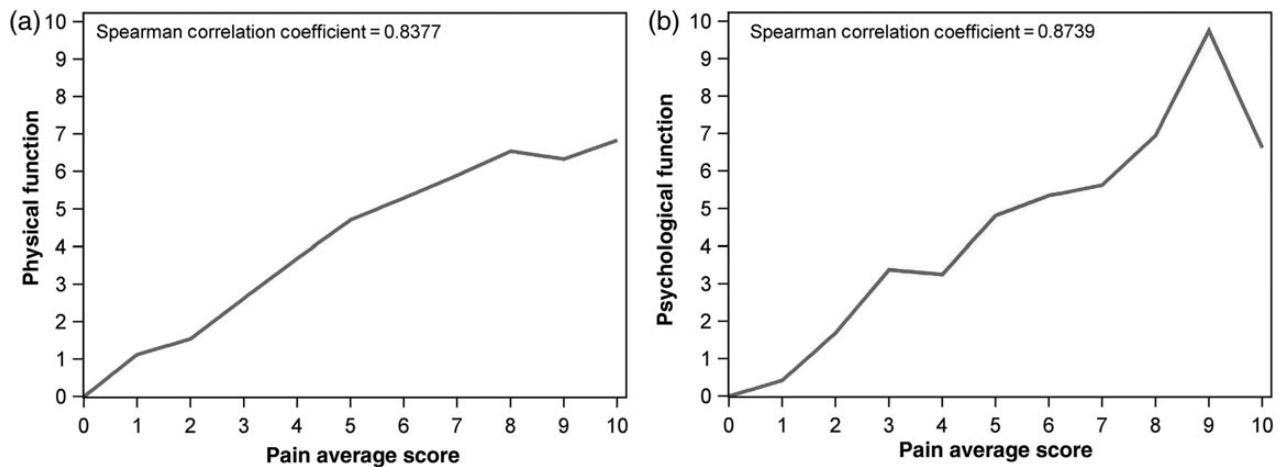 (a)
Spearman correlation coefficient = 0.8377
Physical function
10
9
8
7
6
5
4
3
2
1
0
0 1 2 3 4 5 6 7 8 9 10
Pain average score
(b)
Spearman correlation coefficient = 0.8739
Psychological function
10
9
8
7
6
5
4
3
2
1
0
0 1 2 3 4 5 6 7 8 9 10
Pain average score